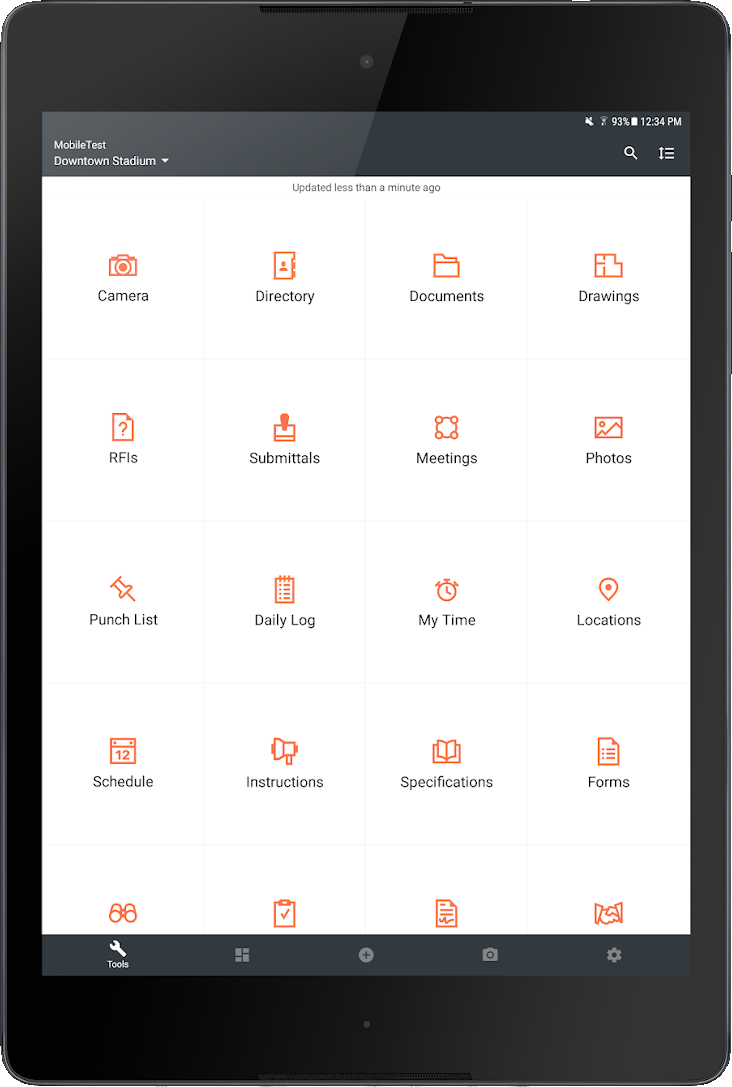 93% 12:34 PM
MobileTest
Downtown Stadium
Updated less than a minute ago
Camera
Directory
Documents
Drawings
?
RFIs
Submittals
Meetings
Photos
Punch List
Daily Log
My Time
Locations
12
Schedule
Instructions
Specifications
Forms
Tools